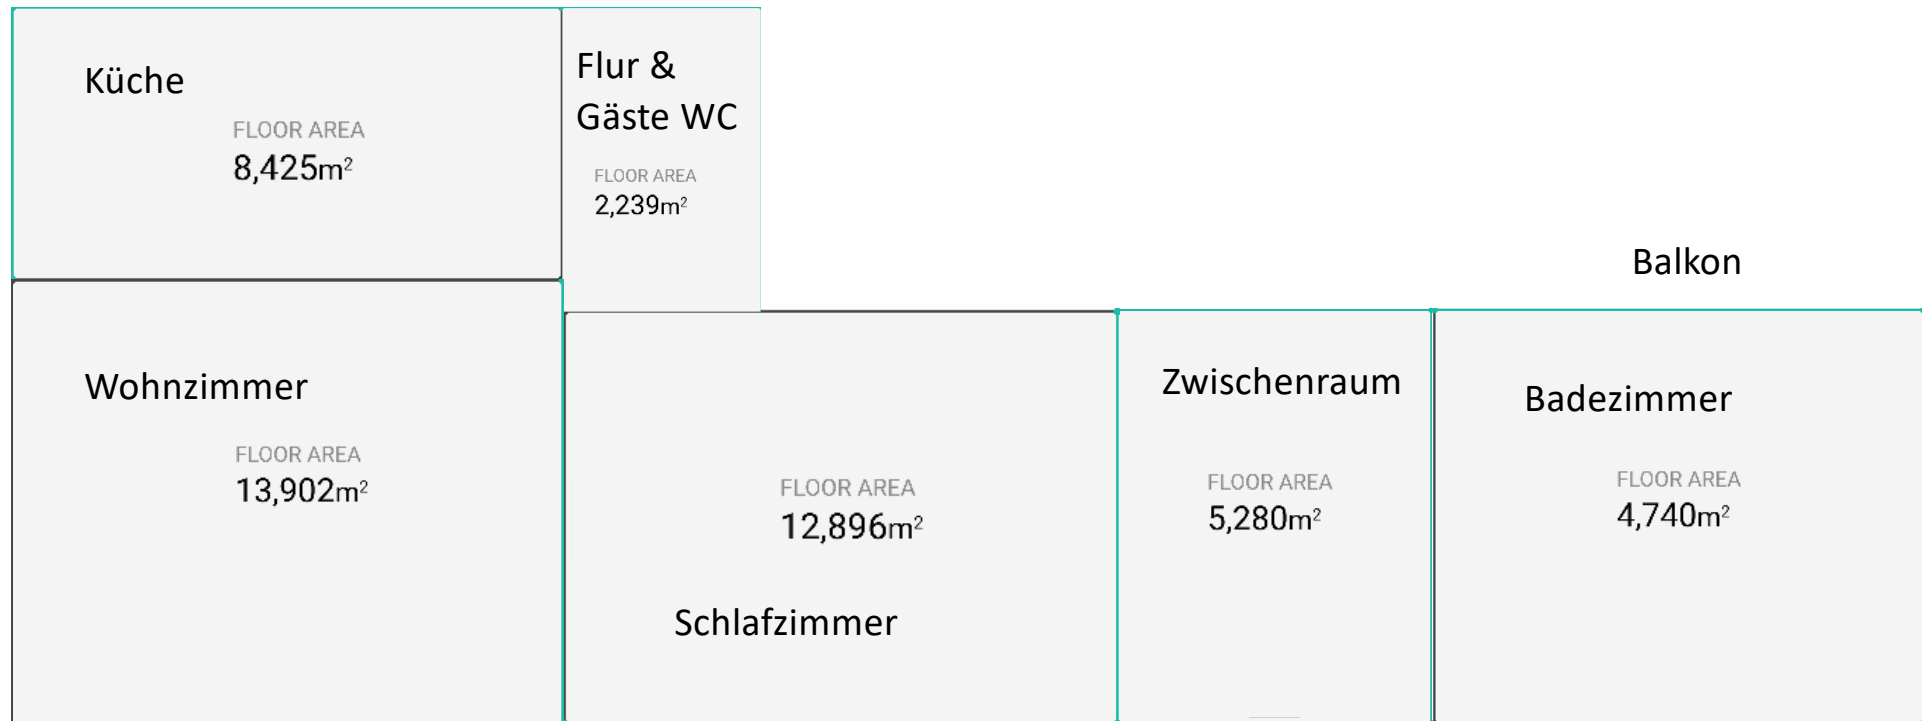 Küche
FLOOR AREA
8,425m²
Flur &
Gäste WC
FLOOR AREA
2,239m²
Balkon
Wohnzimmer
FLOOR AREA
13,902m²
FLOOR AREA
12,896m²
Schlafzimmer
Zwischenraum
FLOOR AREA
5,280m²
Badezimmer
FLOOR AREA
4,740m²